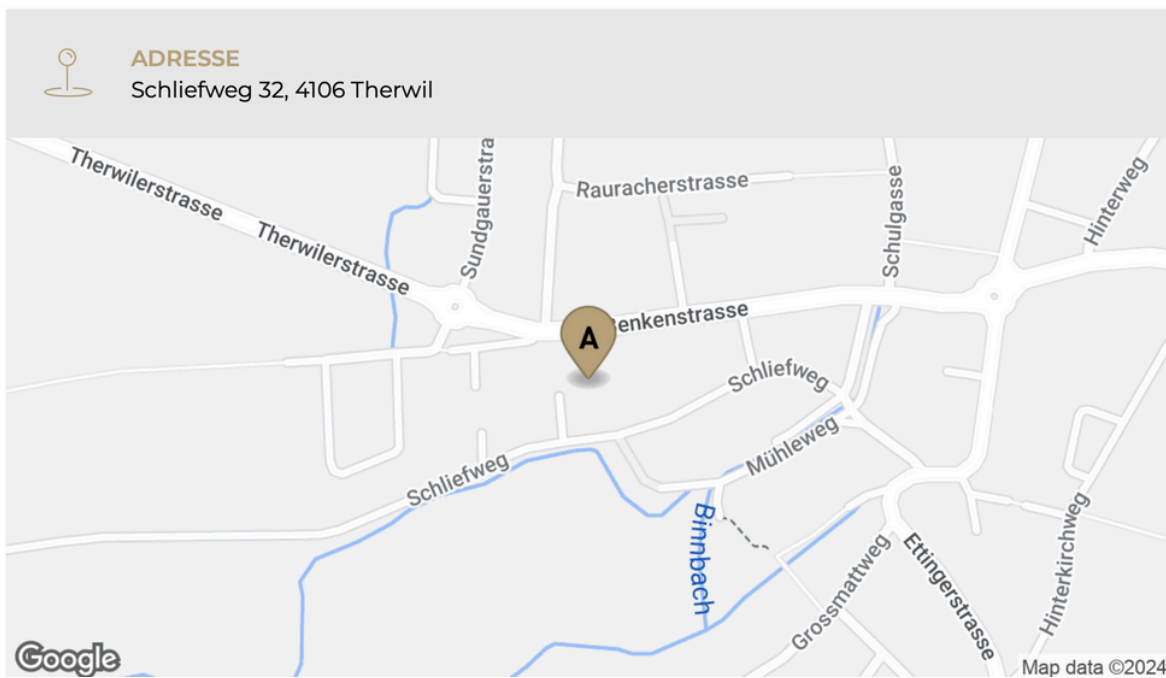 ADRESSE
Schliefweg 32, 4106 Therwil
Therwilerstrasse
Therwilerstrasse
Sundgauerstra
Rauracherstrasse
Schulgasse
Hinterweg
A
Benkenstrasse
Schliefweg
Mühleweg
Schliefweg
Binnbach
Grossmattweg
Ettingerstrasse
Hinterkirchweg
Google
Map data ©2024